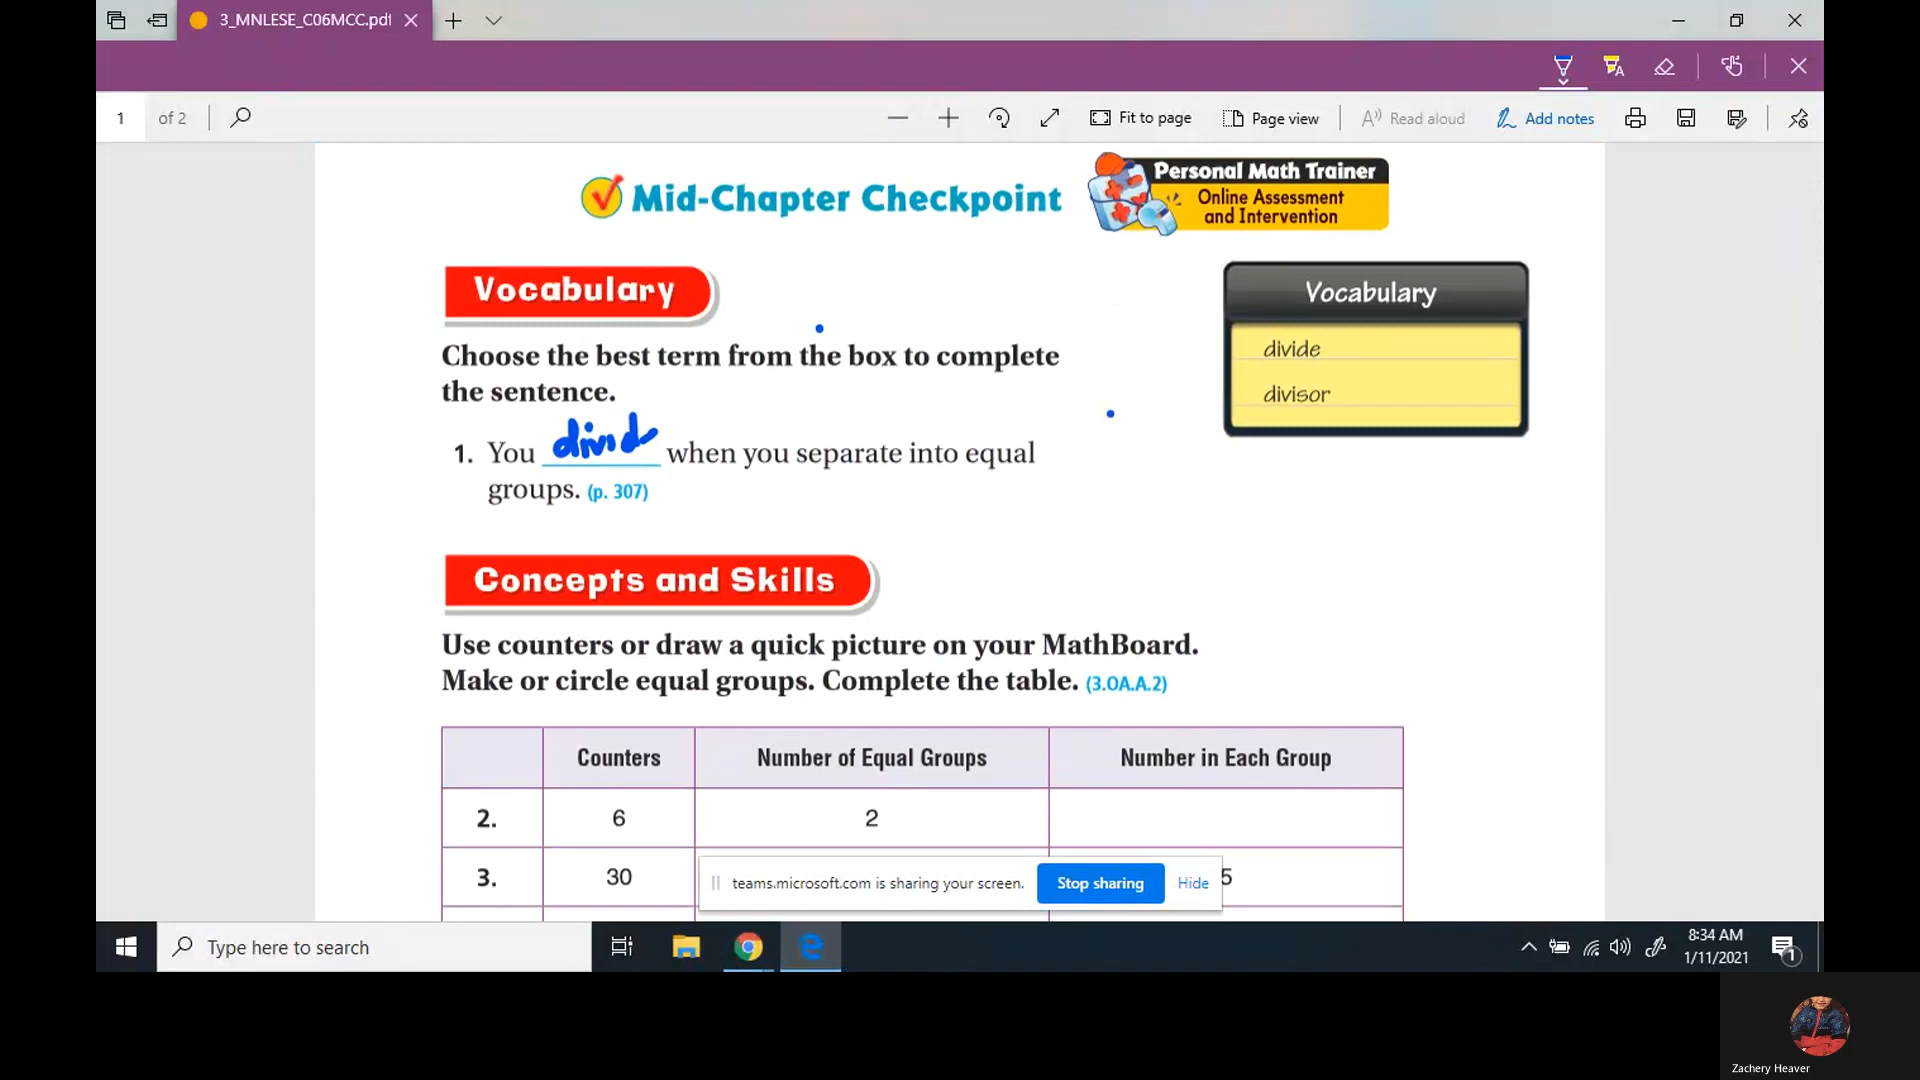 3_MNLESE_C06MCC.pdf
1 of 2
Fit to page
Page view
Read aloud
Add notes
Mid-Chapter Checkpoint
Personal Math Trainer
Online Assessment
and Intervention
Vocabulary
Vocabulary
divide
divisor
Choose the best term from the box to complete
the sentence.
1. You divide when you separate into equal
groups. (p. 307)
Concepts and Skills
Use counters or draw a quick picture on your MathBoard.
Make or circle equal groups. Complete the table. (3.OA.A.2)
Counters Number of Equal Groups Number in Each Group
2. 6 2
3. 30 5
teams.microsoft.com is sharing your screen. Stop sharing Hide
Type here to search
8:34 AM
1/11/2021
1
Zachery Heaver